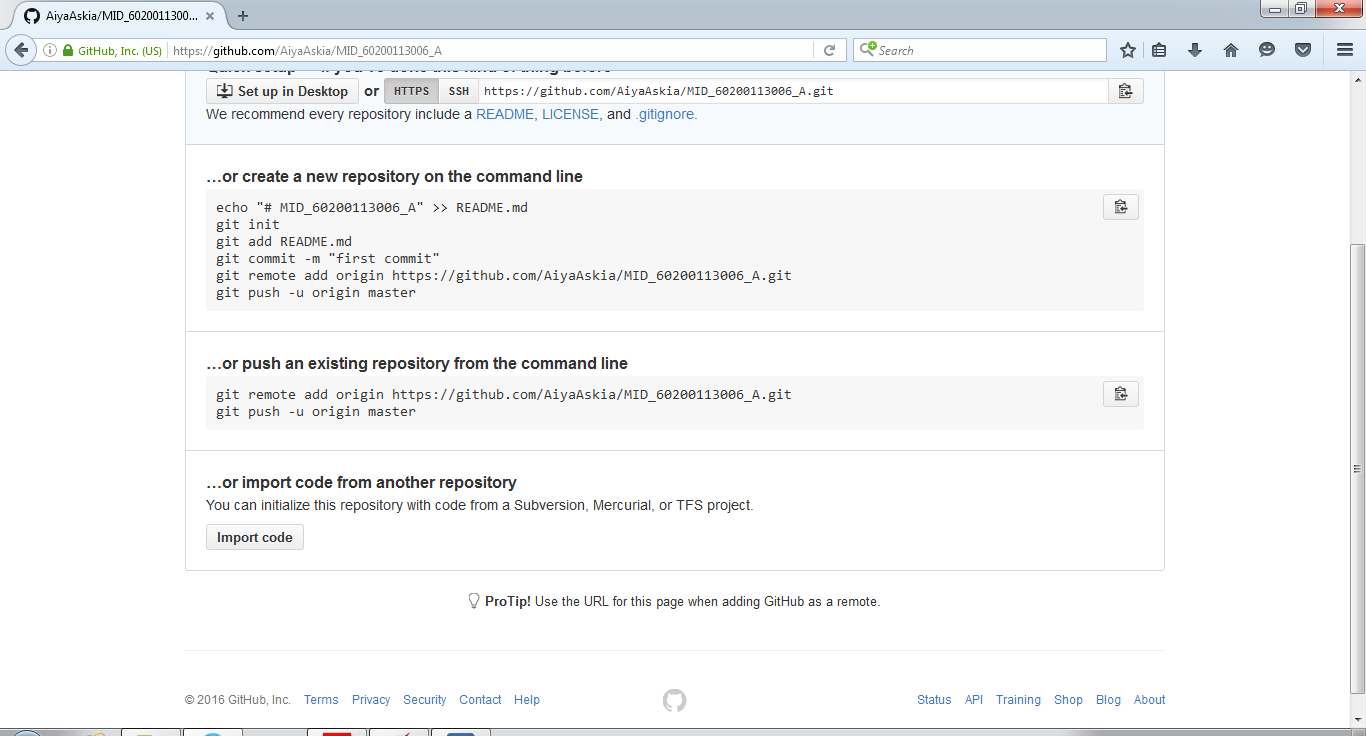 AiyaAskia/MID_6020011300...
GitHub, Inc. (US)
https://github.com/AiyaAskia/MID_60200113006_A
Search
Set up in Desktop or HTTPS SSH https://github.com/AiyaAskia/MID_60200113006_A.git
We recommend every repository include a README, LICENSE, and .gitignore.
…or create a new repository on the command line
echo "# MID_60200113006_A" >> README.md
git init
git add README.md
git commit -m "first commit"
git remote add origin https://github.com/AiyaAskia/MID_60200113006_A.git
git push -u origin master
…or push an existing repository from the command line
git remote add origin https://github.com/AiyaAskia/MID_60200113006_A.git
git push -u origin master
…or import code from another repository
You can initialize this repository with code from a Subversion, Mercurial, or TFS project.
Import code
ProTip! Use the URL for this page when adding GitHub as a remote.
© 2016 GitHub, Inc. Terms Privacy Security Contact Help
Status API Training Shop Blog About